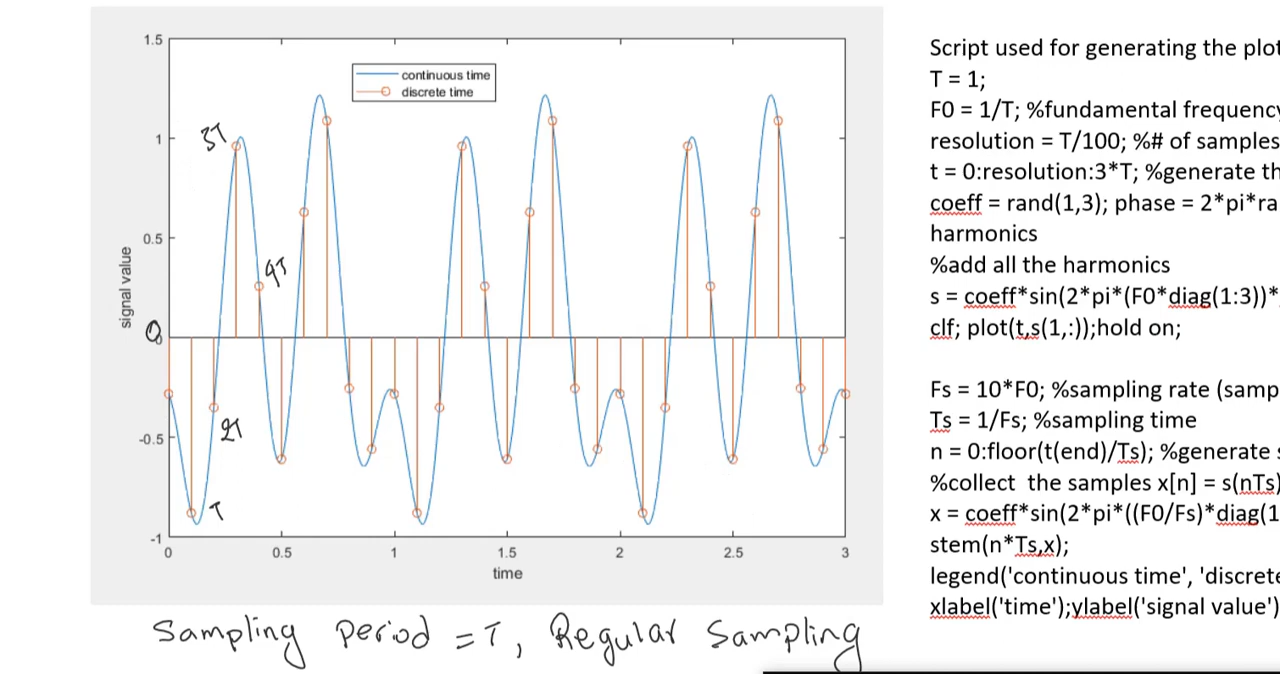 1.5
continuous time
discrete time
3T
1
0.5
4T
signal value
0
0
2T
-0.5
T
-1
0 0.5 1 1.5 2 2.5 3
time
Sampling Period = T, Regular Sampling
Script used for generating the plot
T = 1;
F0 = 1/T; %fundamental frequency
resolution = T/100; %# of samples
t = 0:resolution:3*T; %generate th
coeff = rand(1,3); phase = 2*pi*ra
harmonics
%add all the harmonics
s = coeff*sin(2*pi*(F0*diag(1:3))*
clf; plot(t,s(1,:));hold on;
Fs = 10*F0; %sampling rate (samp
Ts = 1/Fs; %sampling time
n = 0:floor(t(end)/Ts); %generate s
%collect the samples x[n] = s(nTs)
x = coeff*sin(2*pi*((F0/Fs)*diag(1
stem(n*Ts,x);
legend('continuous time', 'discrete
xlabel('time');ylabel('signal value')